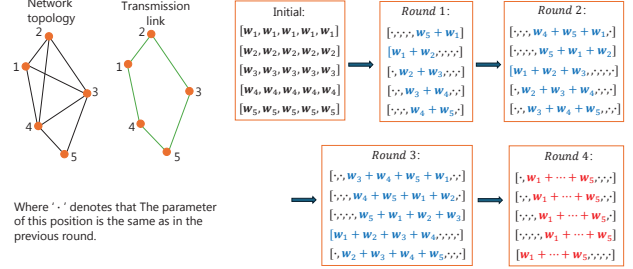 Network
topology
Transmission
link
2
1
3
4
5
2
1
3
4
5
Initial:
[w₁, w₁, w₁, w₁, w₁]
[w₂, w₂, w₂, w₂, w₂]
[w₃, w₃, w₃, w₃, w₃]
[w₄, w₄, w₄, w₄, w₄]
[w₅, w₅, w₅, w₅, w₅]
Round 1:
[·,·,·,·, w₅ + w₁]
[w₁ + w₂,·,·,·,·]
[·, w₂ + w₃,·,·,·]
[·,·, w₃ + w₄,·,·]
[·,·,·, w₄ + w₅,·]
Round 2:
[·,·,·, w₄ + w₅ + w₁,·]
[·,·,·,·, w₅ + w₁ + w₂]
[w₁ + w₂ + w₃,·,·,·,·]
[·, w₂ + w₃ + w₄,·,·,·]
[·,·, w₃ + w₄ + w₅,·,·]
Where ‘ · ’ denotes that The parameter
of this position is the same as in the
previous round.
Round 3:
[·,·, w₃ + w₄ + w₅ + w₁,·,·]
[·,·,·, w₄ + w₅ + w₁ + w₂,·]
[·,·,·,·, w₅ + w₁ + w₂ + w₃]
[w₁ + w₂ + w₃ + w₄,·,·,·,·]
[·, w₂ + w₃ + w₄ + w₅,·,·,·]
Round 4:
[·, w₁ + ⋯ + w₅,·,·,·]
[·,·, w₁ + ⋯ + w₅,·,·]
[·,·,·, w₁ + ⋯ + w₅,·]
[·,·,·,·, w₁ + ⋯ + w₅]
[w₁ + ⋯ + w₅,·,·,·,·]